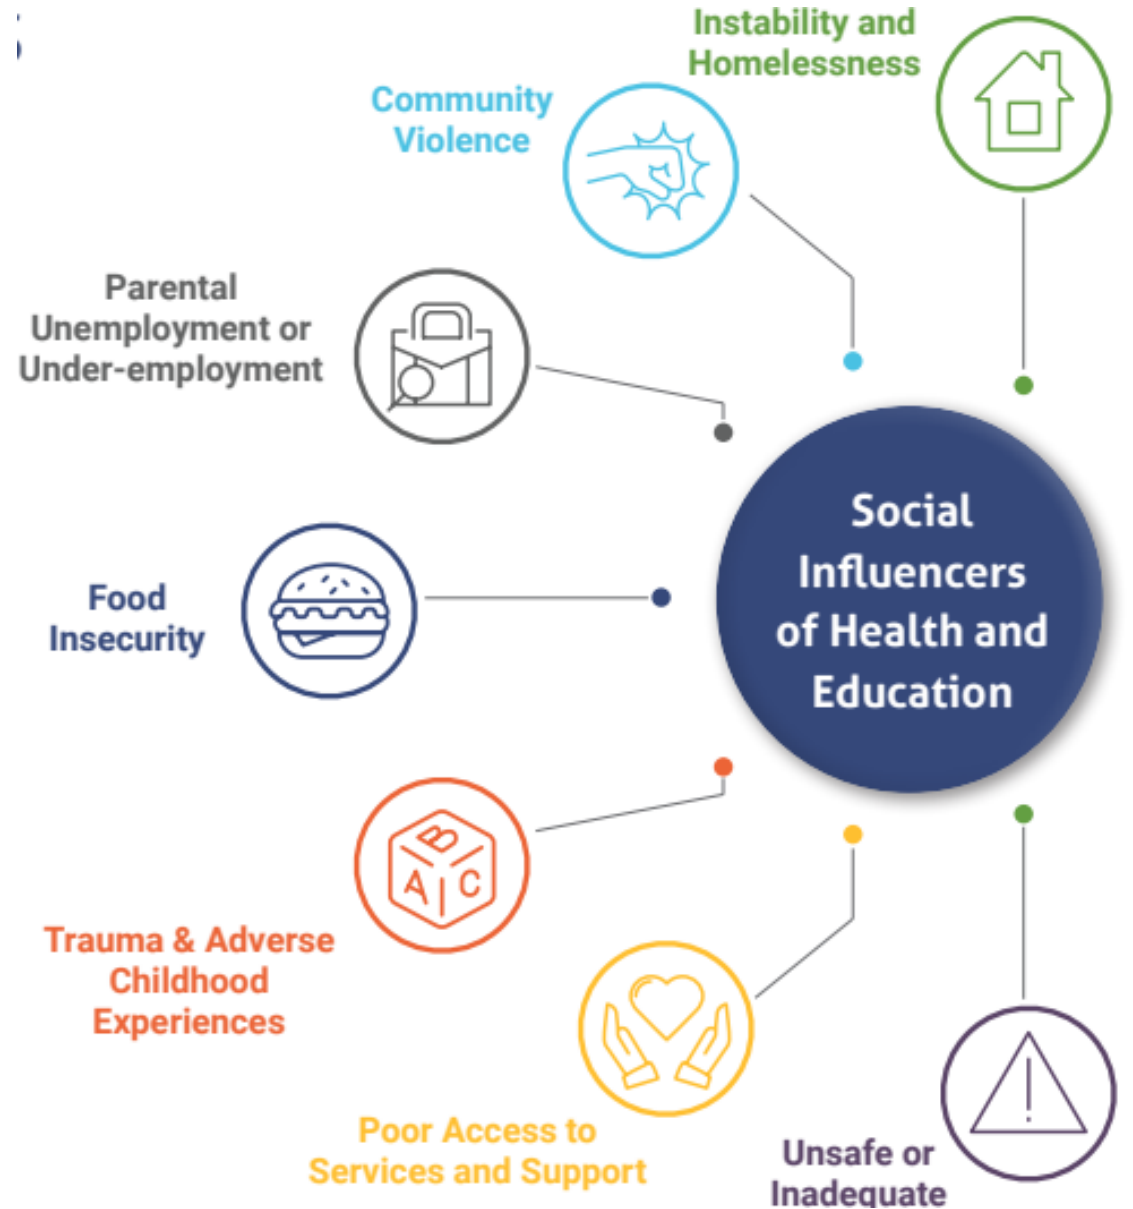 Instability and
Homelessness
Community
Violence
Parental
Unemployment or
Under-employment
Social
Influencers
of Health and
Education
Food
Insecurity
B
A C
Trauma & Adverse
Childhood
Experiences
Poor Access to
Services and Support
Unsafe or
Inadequate